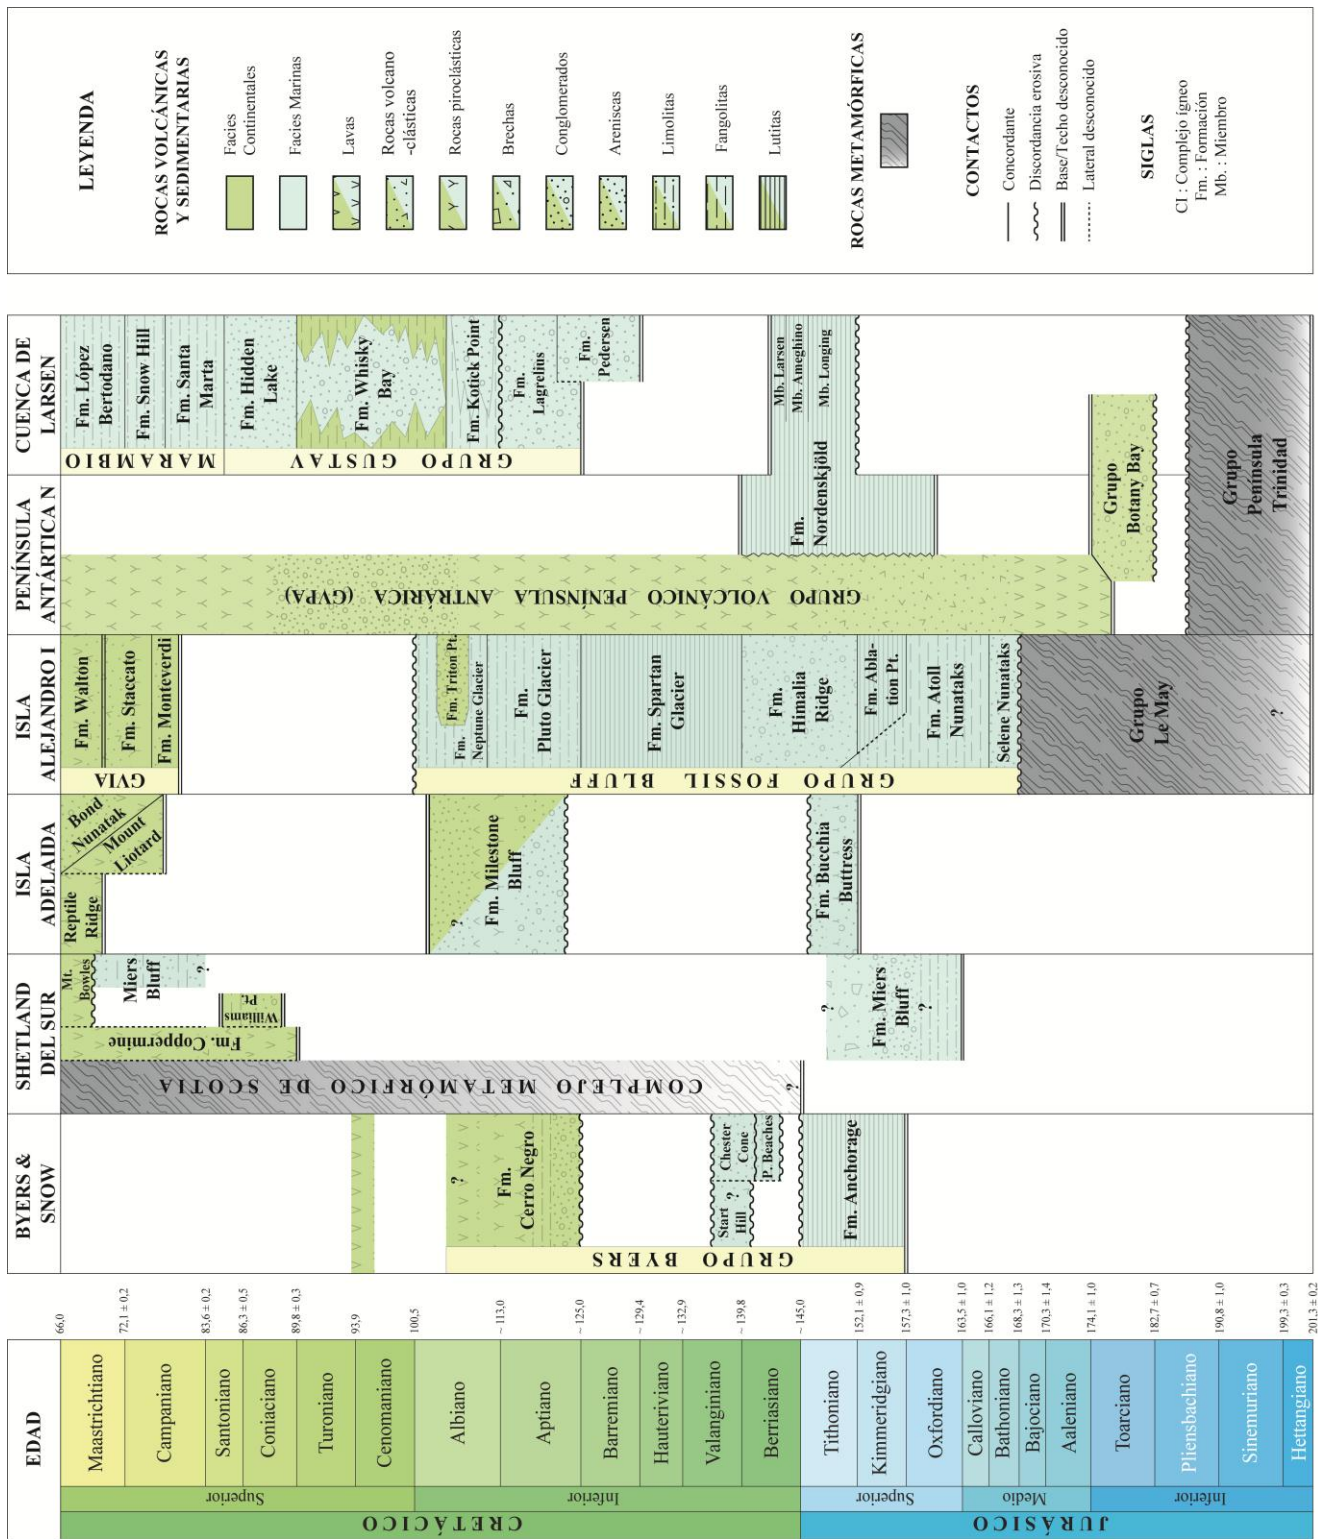 EDAD
CRETÁCICO
JURÁSICO
Superior
Inferior
Superior
Medio
Inferior
Maastrichtiano
Campaniano
Santoniano
Coniaciano
Turoniano
Cenomaniano
Albiano
Aptiano
Barremiano
Hauteriviano
Valanginiano
Berriasiano
Tithoniano
Kimmeridgiano
Oxfordiano
Calloviano
Bathoniano
Bajociano
Aaleniano
Toarciano
Pliensbachiano
Sinemuriano
Hettangiano
66,0
72,1 ± 0,2
83,6 ± 0,2
86,3 ± 0,5
89,8 ± 0,3
93,9
100,5
~ 113,0
~ 125,0
~ 129,4
~ 132,9
~ 139,8
~ 145,0
152,1 ± 0,9
157,3 ± 1,0
163,5 ± 1,0
166,1 ± 1,2
168,3 ± 1,3
170,3 ± 1,4
174,1 ± 1,0
182,7 ± 0,7
190,8 ± 1,0
199,3 ± 0,3
201,3 ± 0,2
BYERS &
SNOW
GRUPO BYERS
?
Fm.
Cerro Negro
Start
Hill
?
Chester
Cone
P. Beaches
Fm. Anchorage
SHETLAND
DEL SUR
COMPLEJO METAMÓRFICO DE SCOTIA
?
Fm. Coppermine
Mt.
Bowles
Miers
Bluff
?
Williams
Pt.
?
Fm. Miers
Bluff
?
ISLA
ADELAIDA
Reptile
Ridge
Bond
Nunatak
Mount
Liotard
?
Fm. Milestone
Bluff
Fm. Bucchia
Buttress
ISLA
ALEJANDRO I
GVIA
Fm. Walton
Fm. Staccato
Fm. Monteverdi
GRUPO FOSSIL BLUFF
Fm. Triton Pt.
Fm.
Neptune Glacier
Fm.
Pluto Glacier
Fm. Spartan
Glacier
Fm.
Himalia
Ridge
Fm. Abla-
tion Pt.
Fm. Atoll
Nunataks
Selene Nunataks
Grupo
Le May
?
PENÍNSULA
ANTÁRTICA N
GRUPO VOLCÁNICO PENÍNSULA ANTRÁRICA (GVPA)
Fm.
Nordenskjöld
Grupo
Botany Bay
Grupo
Península
Trinidad
CUENCA DE
LARSEN
MARAMBIO
GRUPO GUSTAV
Fm. López
Bertodano
Fm. Snow Hill
Fm. Santa
Marta
Fm. Hidden
Lake
Fm. Whisky
Bay
Fm. Kotick Point
Fm.
Lagrelius
Fm.
Pedersen
Mb. Larsen
Mb. Ameghino
Mb. Longing
LEYENDA
ROCAS VOLCÁNICAS
Y SEDIMENTARIAS
Facies
Continentales
Facies Marinas
Lavas
Rocas volcano
-clásticas
Rocas piroclásticas
Brechas
Conglomerados
Areniscas
Limolitas
Fangolitas
Lutitas
ROCAS METAMÓRFICAS
CONTACTOS
Concordante
Discordancia erosiva
Base/Techo desconocido
Lateral desconocido
SIGLAS
CI : Complejo igneo
Fm. : Formación
Mb. : Miembro